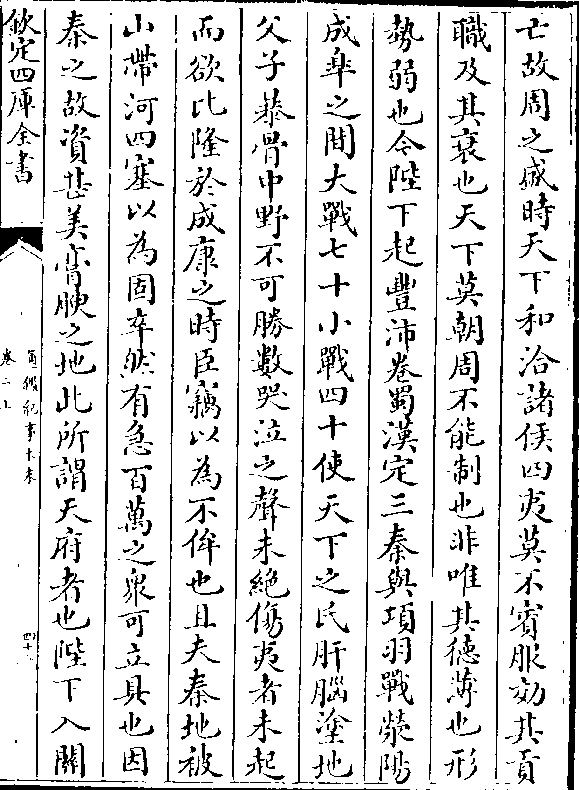 亡故周之盛時天下和洽諸侯四夷莫不賓服効其貢
職及其衰也天下莫朝周不能制也非唯其徳薄也形
勢弱也今陛下起豐沛巻蜀漢定三秦與項羽戰滎陽
成臯之間大戰七十小戰四十使天下之民肝腦塗地
父子暴骨中野不可勝數哭泣之聲未絶傷夷者未起
而欲比隆於成康之時臣竊以為不侔也且夫秦地被
山帶河四塞以為固卒然有急百萬之衆可立具也因
秦之故資甚美膏腴之地此所謂天府者也陛下入關
欽定四庫全書
通鑑紀事本末
卷二上